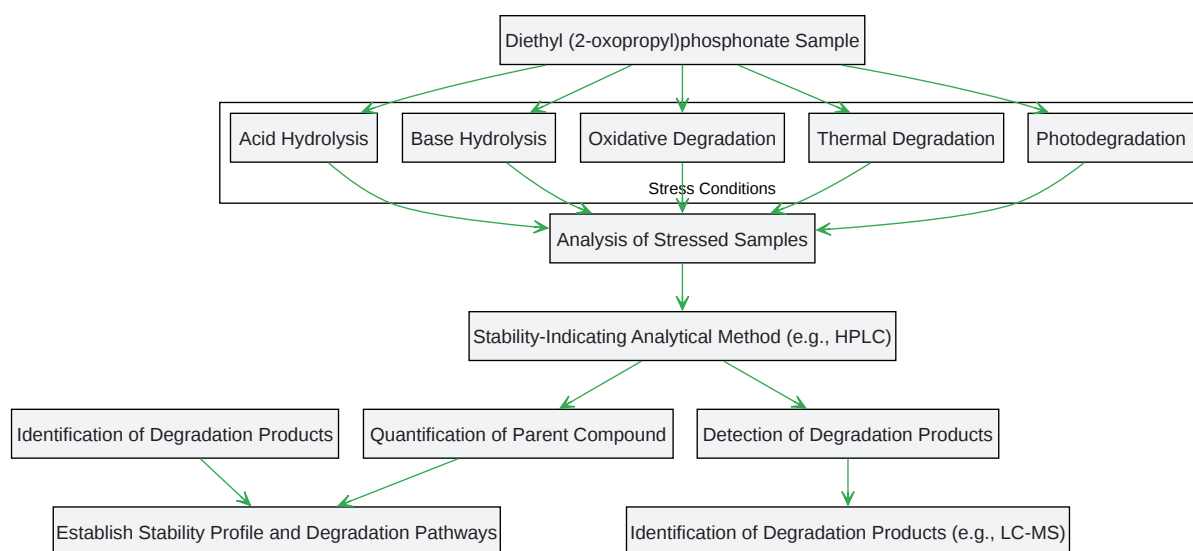 Diethyl (2-oxopropyl)phosphonate Sample
Acid Hydrolysis
Base Hydrolysis
Oxidative Degradation
Thermal Degradation
Photodegradation
Stress Conditions
Analysis of Stressed Samples
Stability-Indicating Analytical Method (e.g., HPLC)
Identification of Degradation Products
Quantification of Parent Compound
Detection of Degradation Products
Establish Stability Profile and Degradation Pathways
Identification of Degradation Products (e.g., LC-MS)